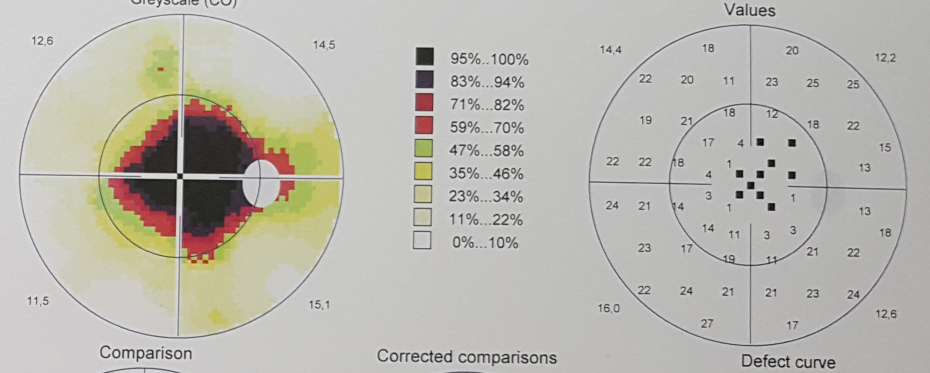 Greyscale (CO)
Values
12,6
14,5
95%..100%
83%...94%
71%...82%
59%...70%
47%...58%
35%...46%
23%...34%
11%...22%
0%...10%
11,5
15,1
14,4
18 20
12,2
22 20 11 23 25 25
18 12
19 21 18 22
17 4
15
22 22 18 1
13
4
24 21 14 3 1
1
13
14 11 3 3
18
23 17 19 11 21 22
22 24 21 21 23 24
16,0
12,6
27 17
Comparison
Corrected comparisons
Defect curve